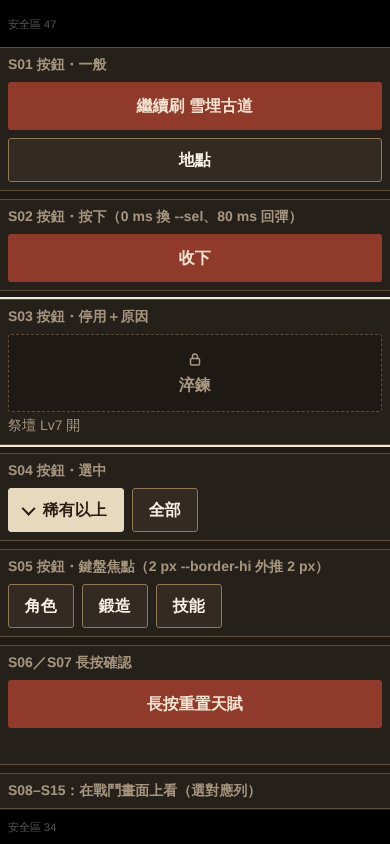 安全區 47
S01 按鈕・一般
繼續刷 雪埋古道
地點
S02 按鈕・按下（0 ms 換 --sel、80 ms 回彈）
收下
S03 按鈕・停用＋原因
淬鍊
祭壇 Lv7 開
S04 按鈕・選中
稀有以上
全部
S05 按鈕・鍵盤焦點（2 px --border-hi 外推 2 px）
角色
鍛造
技能
S06／S07 長按確認
長按重置天賦
S08–S15：在戰鬥畫面上看（選對應列）
安全區 34